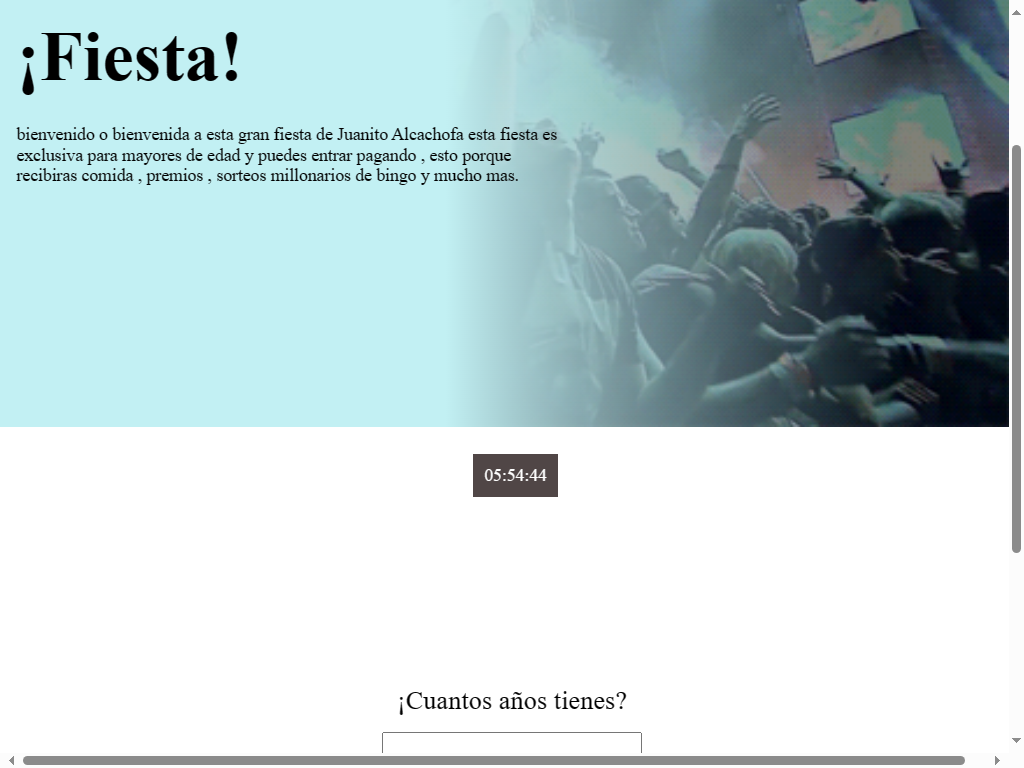 ¡Fiesta!
bienvenido o bienvenida a esta gran fiesta de Juanito Alcachofa esta fiesta es
exclusiva para mayores de edad y puedes entrar pagando , esto porque
recibiras comida , premios , sorteos millonarios de bingo y mucho mas.
05:54:44
¡Cuantos años tienes?